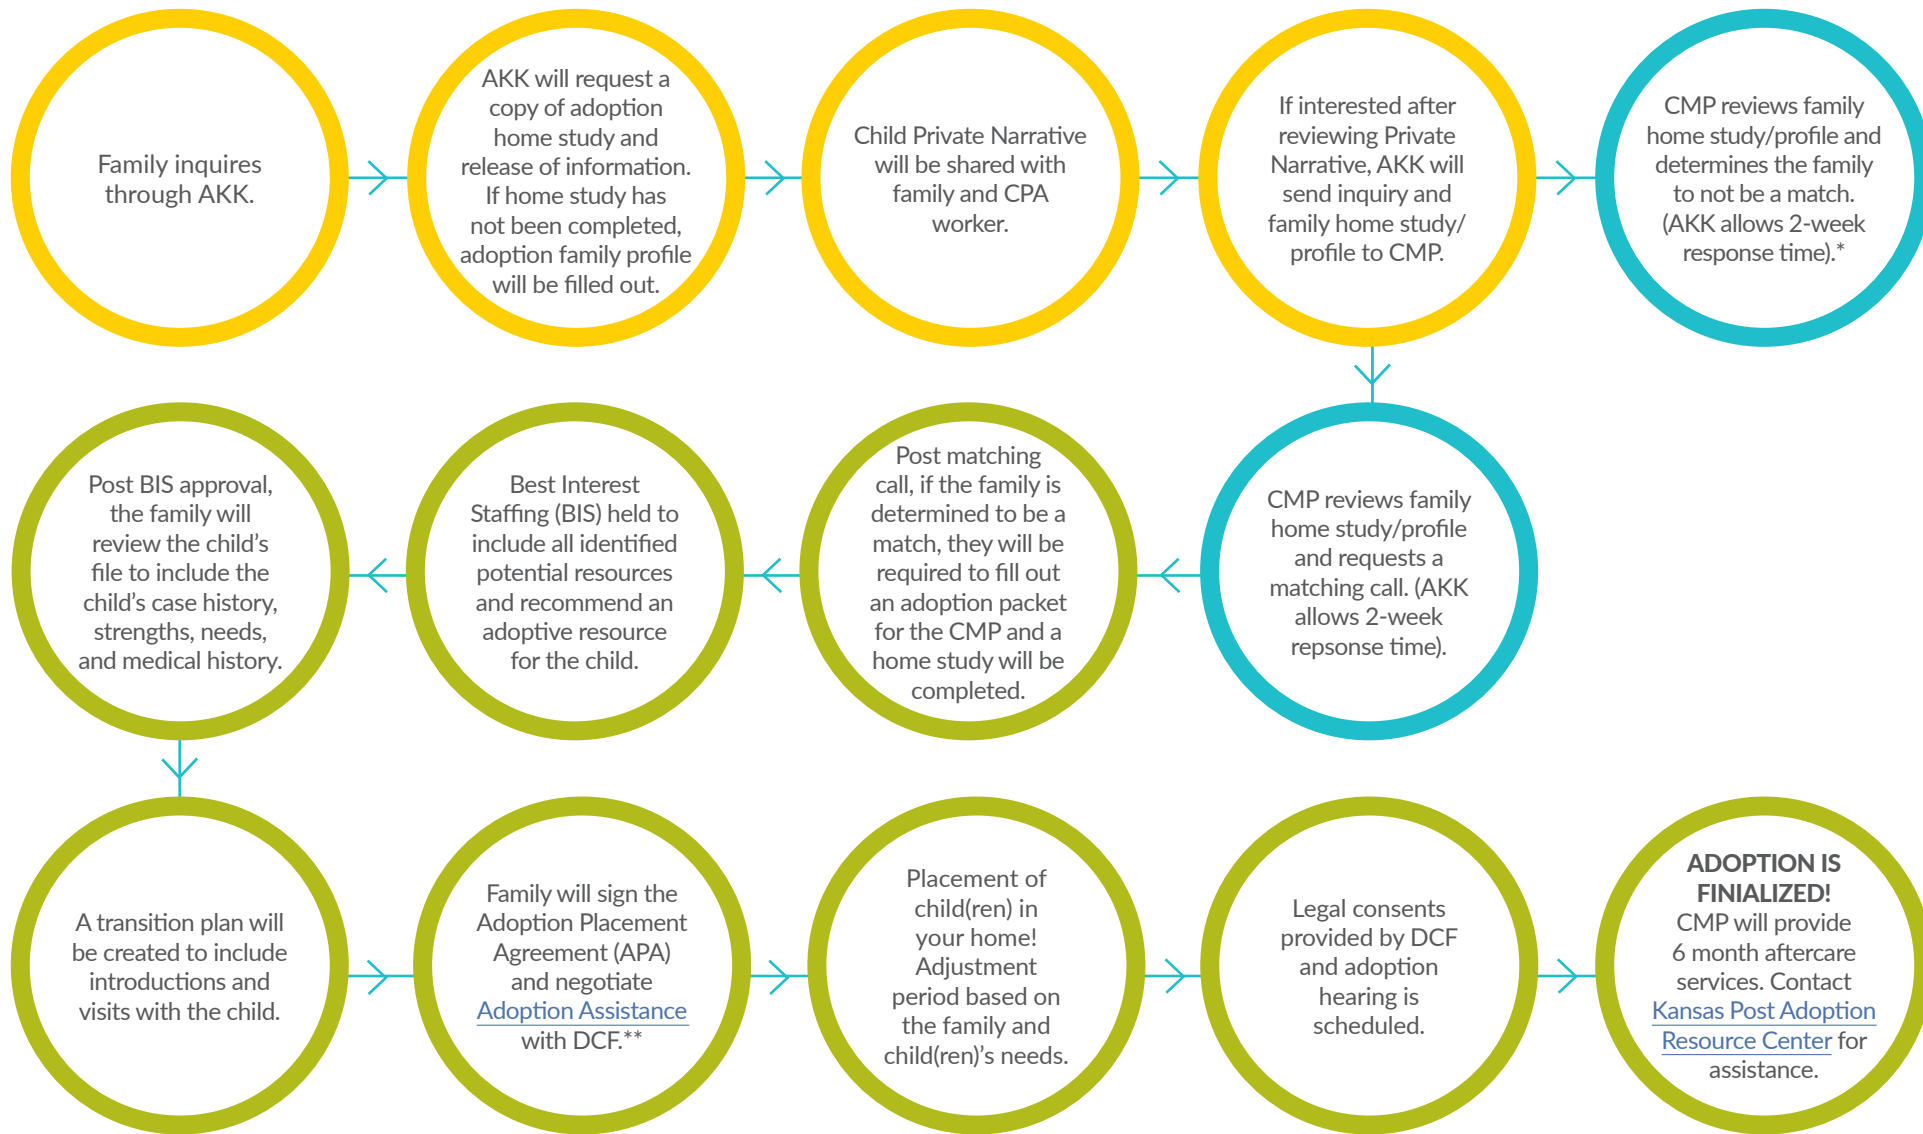 Family inquires
through AKK.
AKK will request a
copy of adoption
home study and
release of information.
If home study has
not been completed,
adoption family profile
will be filled out.
Child Private Narrative
will be shared with
family and CPA
worker.
If interested after
reviewing Private
Narrative, AKK will
send inquiry and
family home study/
profile to CMP.
CMP reviews family
home study/profile and
determines the family
to not be a match.
(AKK allows 2-week
response time).*
CMP reviews family
home study/profile
and requests a
matching call. (AKK
allows 2-week
repsonse time).
Post matching
call, if the family is
determined to be a
match, they will be
required to fill out
an adoption packet
for the CMP and a
home study will be
completed.
Best Interest
Staffing (BIS) held to
include all identified
potential resources
and recommend an
adoptive resource
for the child.
Post BIS approval,
the family will
review the child’s
file to include the
child’s case history,
strengths, needs,
and medical history.
A transition plan will
be created to include
introductions and
visits with the child.
Family will sign the
Adoption Placement
Agreement (APA)
and negotiate
Adoption Assistance
with DCF.**
Placement of
child(ren) in
your home!
Adjustment
period based on
the family and
child(ren)'s needs.
Legal consents
provided by DCF
and adoption
hearing is
scheduled.
ADOPTION IS
FINIALIZED!
CMP will provide
6 month aftercare
services. Contact
Kansas Post Adoption
Resource Center for
assistance.